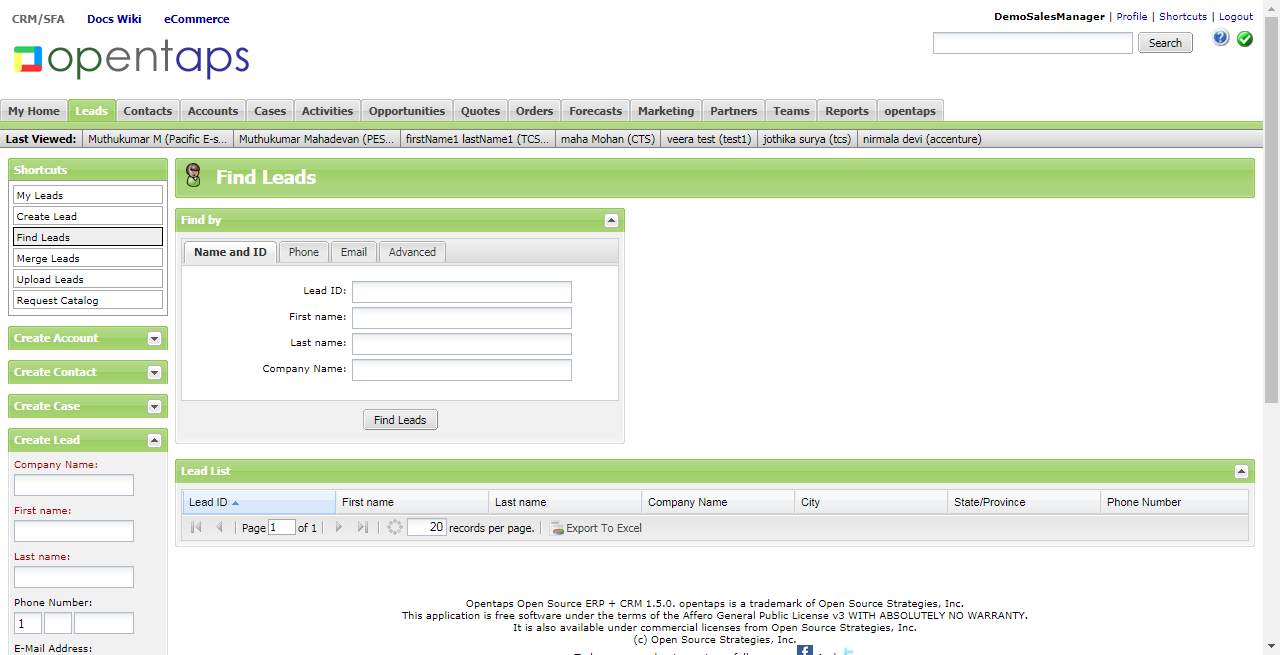 CRM/SFA Docs Wiki eCommerce
DemoSalesManager | Profile | Shortcuts | Logout
opentaps
Search
My Home Leads Contacts Accounts Cases Activities Opportunities Quotes Orders Forecasts Marketing Partners Teams Reports opentaps
Last Viewed: Muthukumar M (Pacific E-s... Muthukumar Mahadevan (PES... firstName1 lastName1 (TCS... maha Mohan (CTS) veera test (test1) jothika surya (tcs) nirmala devi (accenture)
Shortcuts
My Leads
Create Lead
Find Leads
Merge Leads
Upload Leads
Request Catalog
Create Account
Create Contact
Create Case
Create Lead
Company Name:
First name:
Last name:
Phone Number:
1
E-Mail Address:
Find Leads
Find by
Name and ID Phone Email Advanced
Lead ID:
First name:
Last name:
Company Name:
Find Leads
Lead List
Lead ID First name Last name Company Name City State/Province Phone Number
Page 1 of 1 20 records per page. Export To Excel
Opentaps Open Source ERP + CRM 1.5.0. opentaps is a trademark of Open Source Strategies, Inc.
This application is free software under the terms of the Affero General Public License v3 WITH ABSOLUTELY NO WARRANTY.
It is also available under commercial licenses from Open Source Strategies, Inc.
(c) Open Source Strategies, Inc.